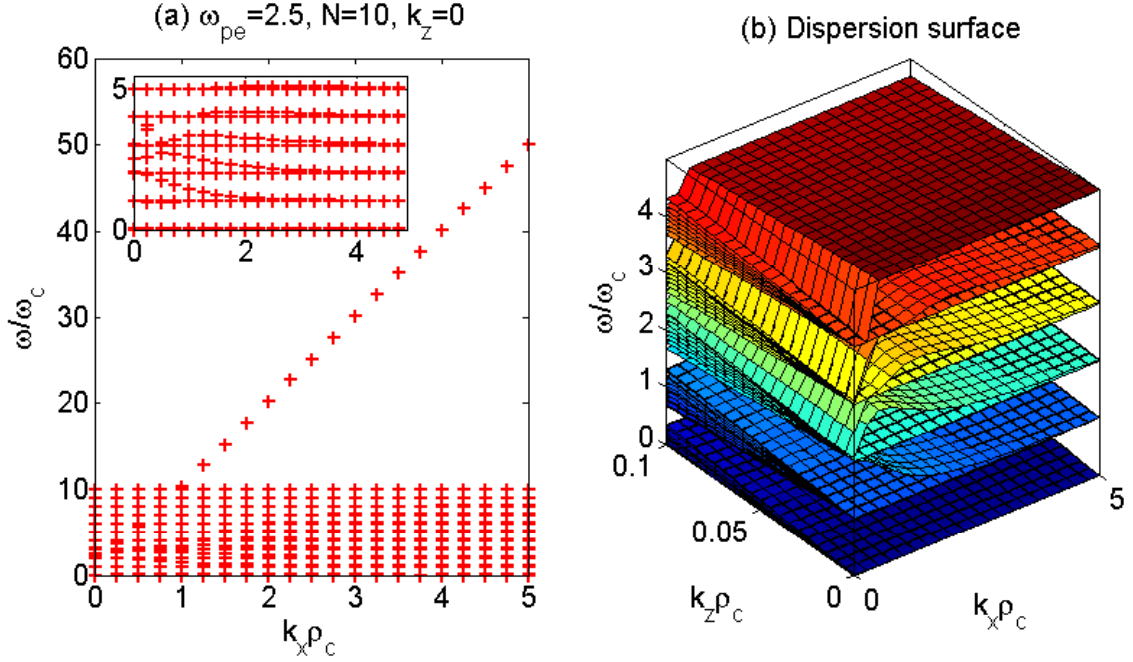 (a) ω_pe=2.5, N=10, k_z=0
60
50
40
30
20
10
0
ω/ω_c
0 1 2 3 4 5
k_xρ_c
5
0
0 2 4
(b) Dispersion surface
4
3
2
1
0
ω/ω_c
0.1
0.05
0
k_zρ_c
0
5
k_xρ_c